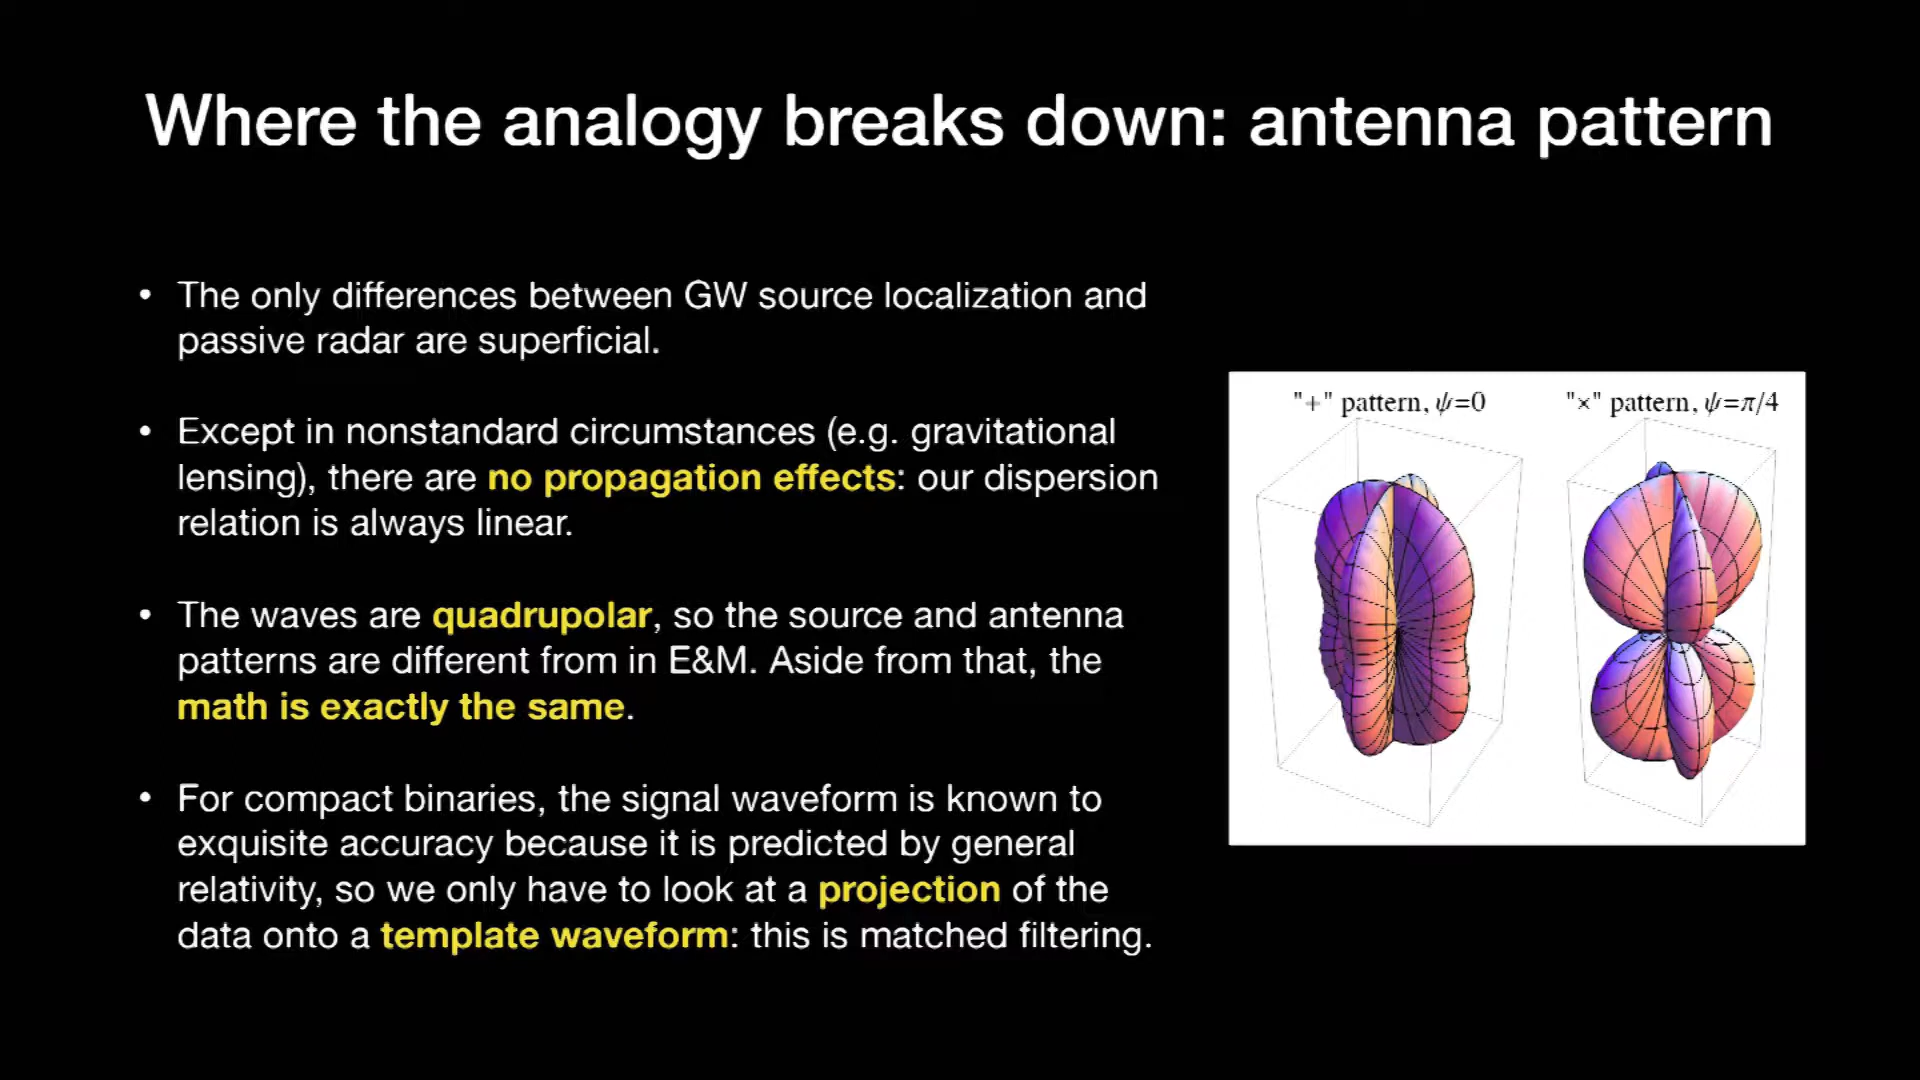 Where the analogy breaks down: antenna pattern
• The only differences between GW source localization and
passive radar are superficial.
• Except in nonstandard circumstances (e.g. gravitational
lensing), there are no propagation effects: our dispersion
relation is always linear.
• The waves are quadrupolar, so the source and antenna
patterns are different from in E&M. Aside from that, the
math is exactly the same.
• For compact binaries, the signal waveform is known to
exquisite accuracy because it is predicted by general
relativity, so we only have to look at a projection of the
data onto a template waveform: this is matched filtering.
"+" pattern, ψ=0
"×" pattern, ψ=π/4